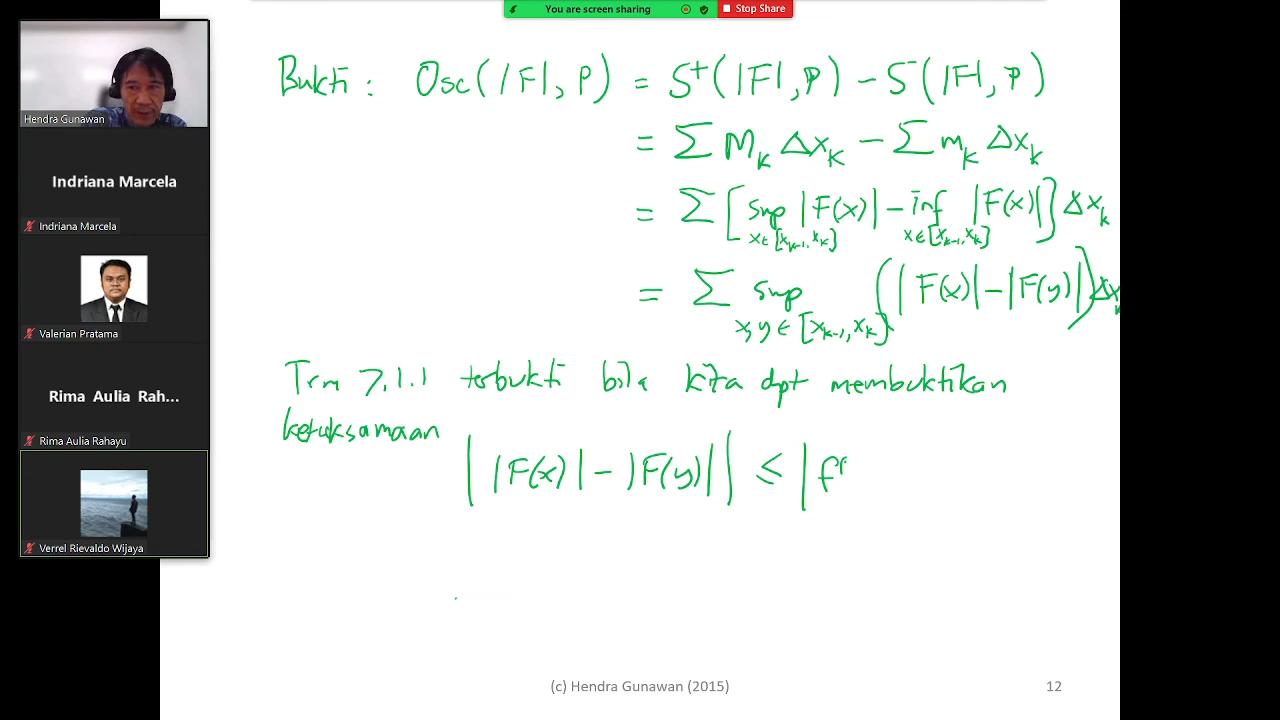 You are screen sharing
Stop Share
Hendra Gunawan
Indriana Marcela
Indriana Marcela
Valerian Pratama
Rima Aulia Rah...
Rima Aulia Rahayu
Verrel Rievaldo Wijaya
Bukti : Osc(|F|, P) = S⁺(|F|, P) − S⁻(|F|, P)
= ∑ M_k Δx_k − ∑ m_k Δx_k
= ∑ [ sup_{x∈[x_{k-1}, x_k]} |F(x)| − inf_{x∈[x_{k-1}, x_k]} |F(x)| ] Δx_k
= ∑ sup_{x,y ∈ [x_{k-1}, x_k]} ( |F(x)| − |F(y)| ) Δx_k
Trm 7.1.1 terbukti bila kita dpt membuktikan
ketaksamaan
| |F(x)| − |F(y)| | ≤ | F
(c) Hendra Gunawan (2015)
12